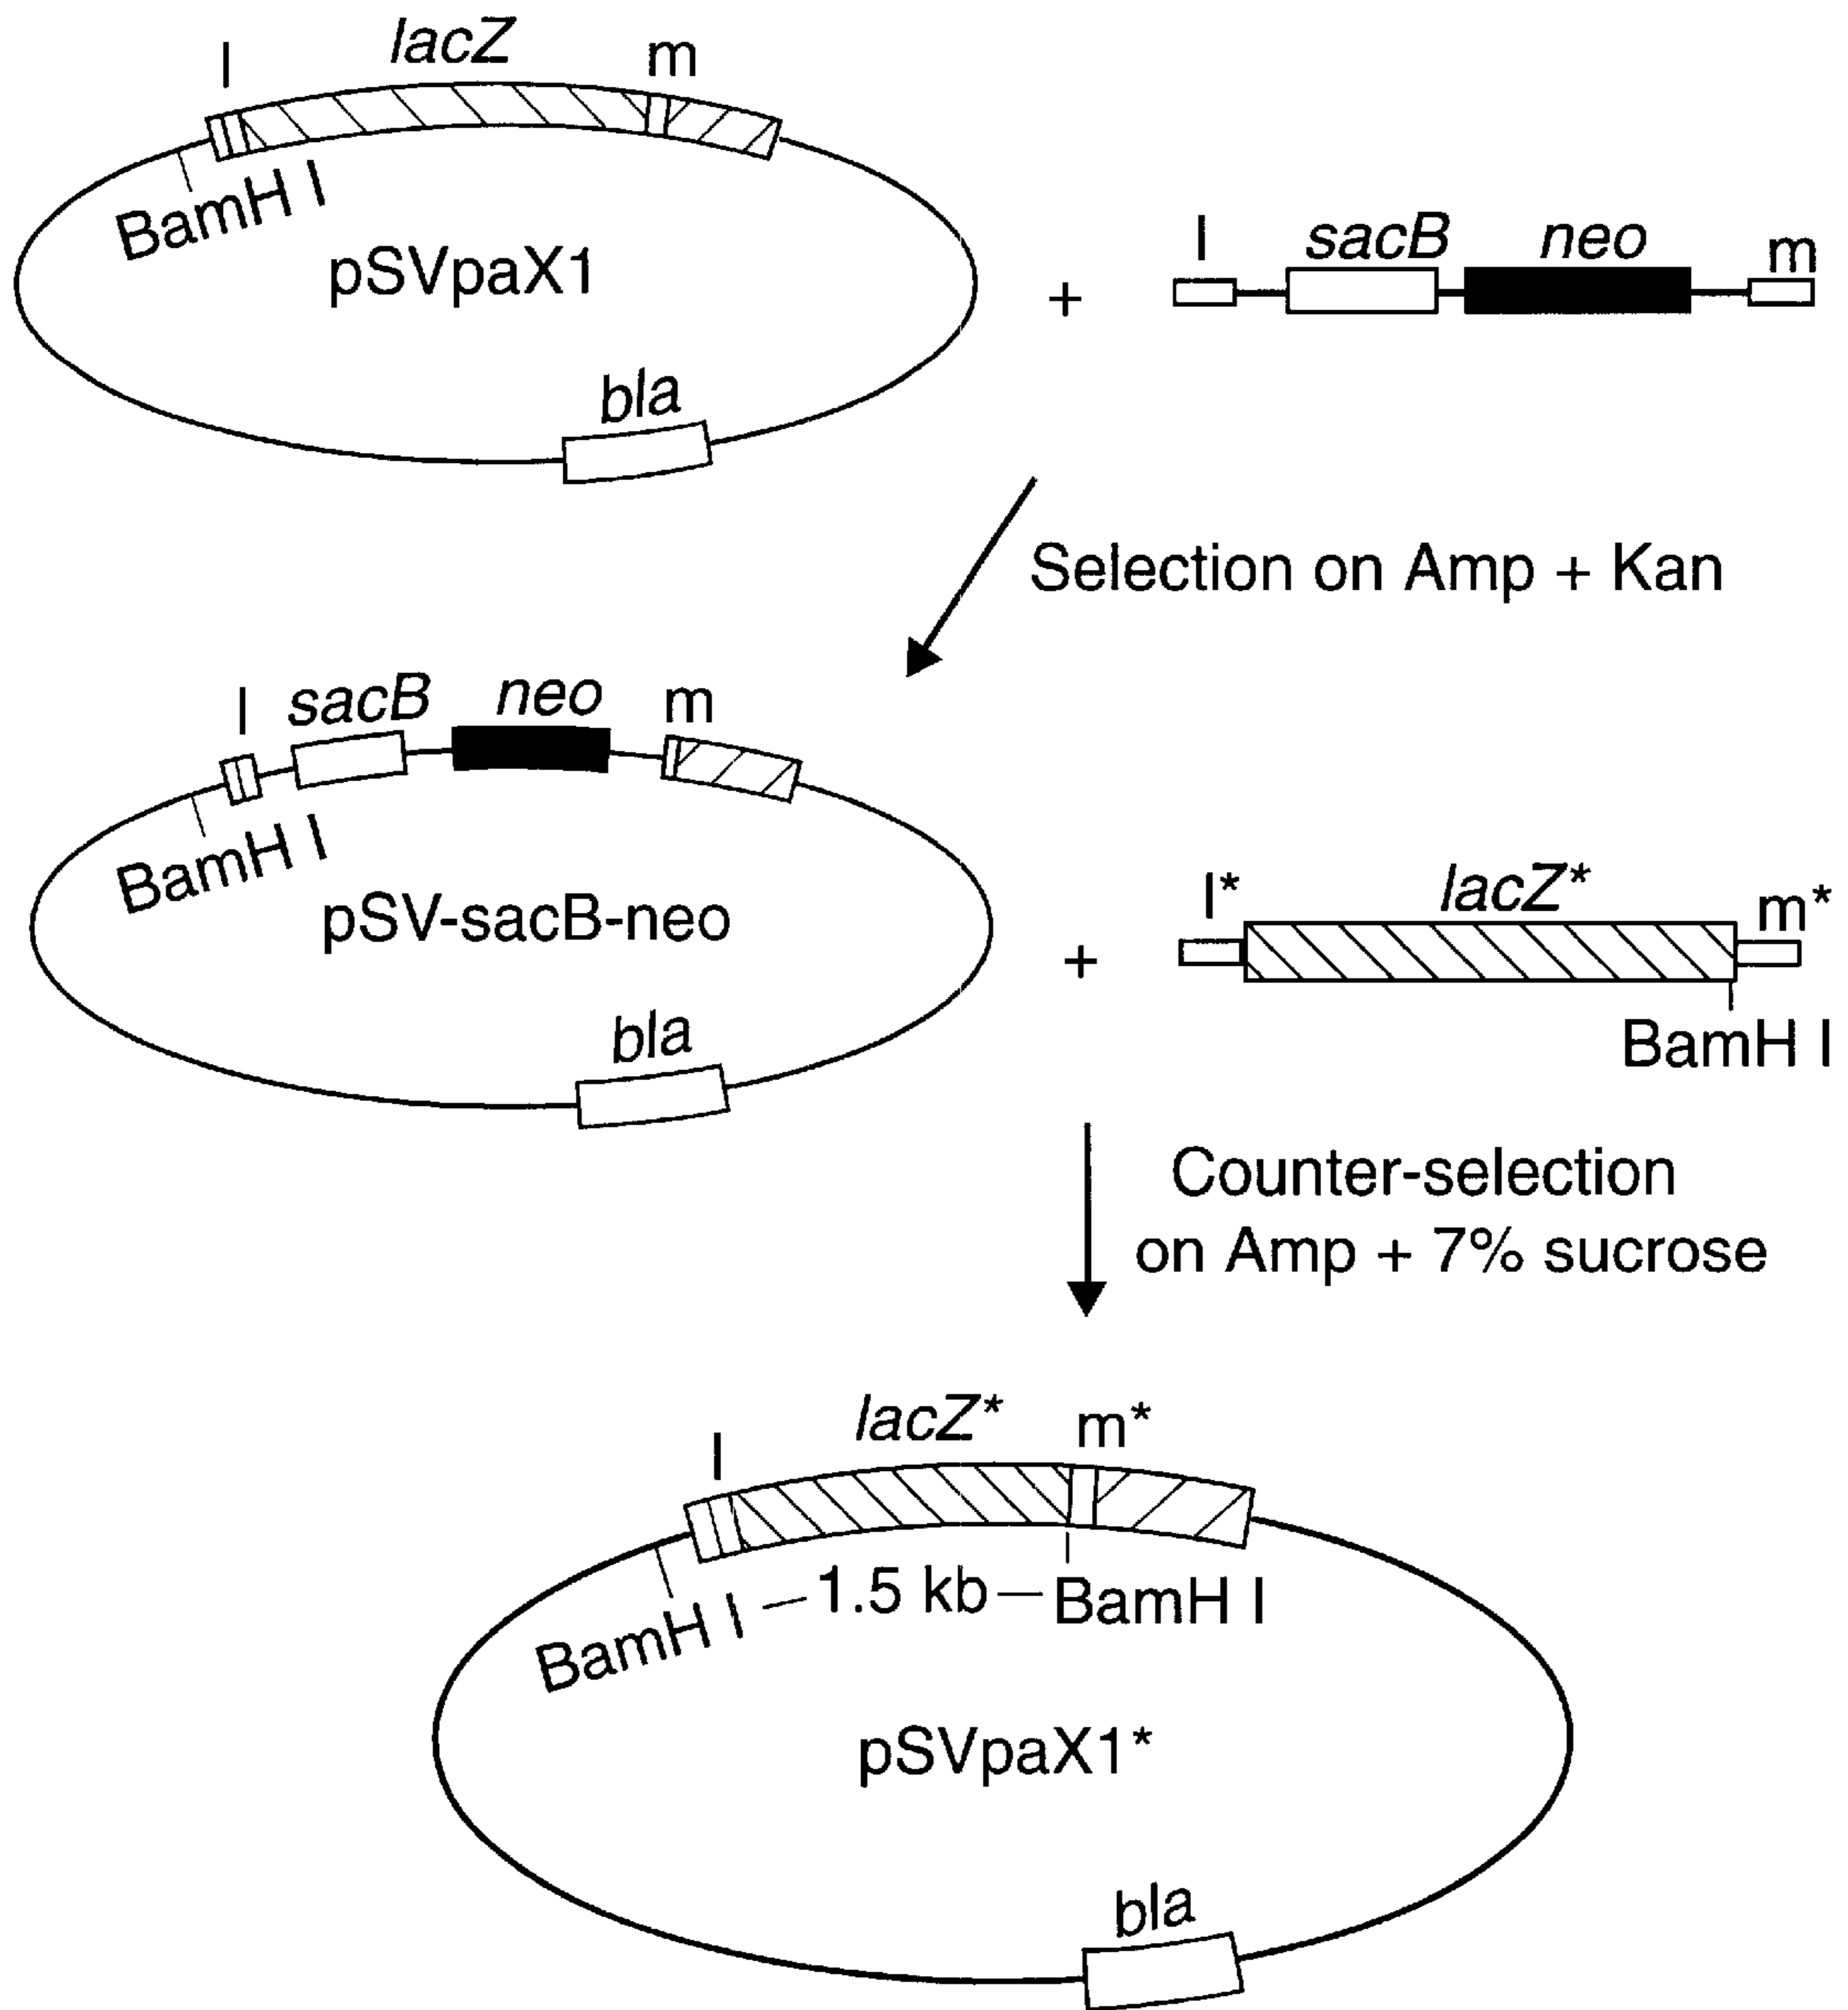 l
lacZ
m
BamH I
pSVpaX1
bla
+
l
sacB
neo
m
Selection on Amp + Kan
l
sacB
neo
m
BamH I
pSV-sacB-neo
bla
+
l*
lacZ*
m*
BamH I
Counter-selection
on Amp + 7% sucrose
l
lacZ*
m*
BamH I – 1.5 kb – BamH I
pSVpaX1*
bla